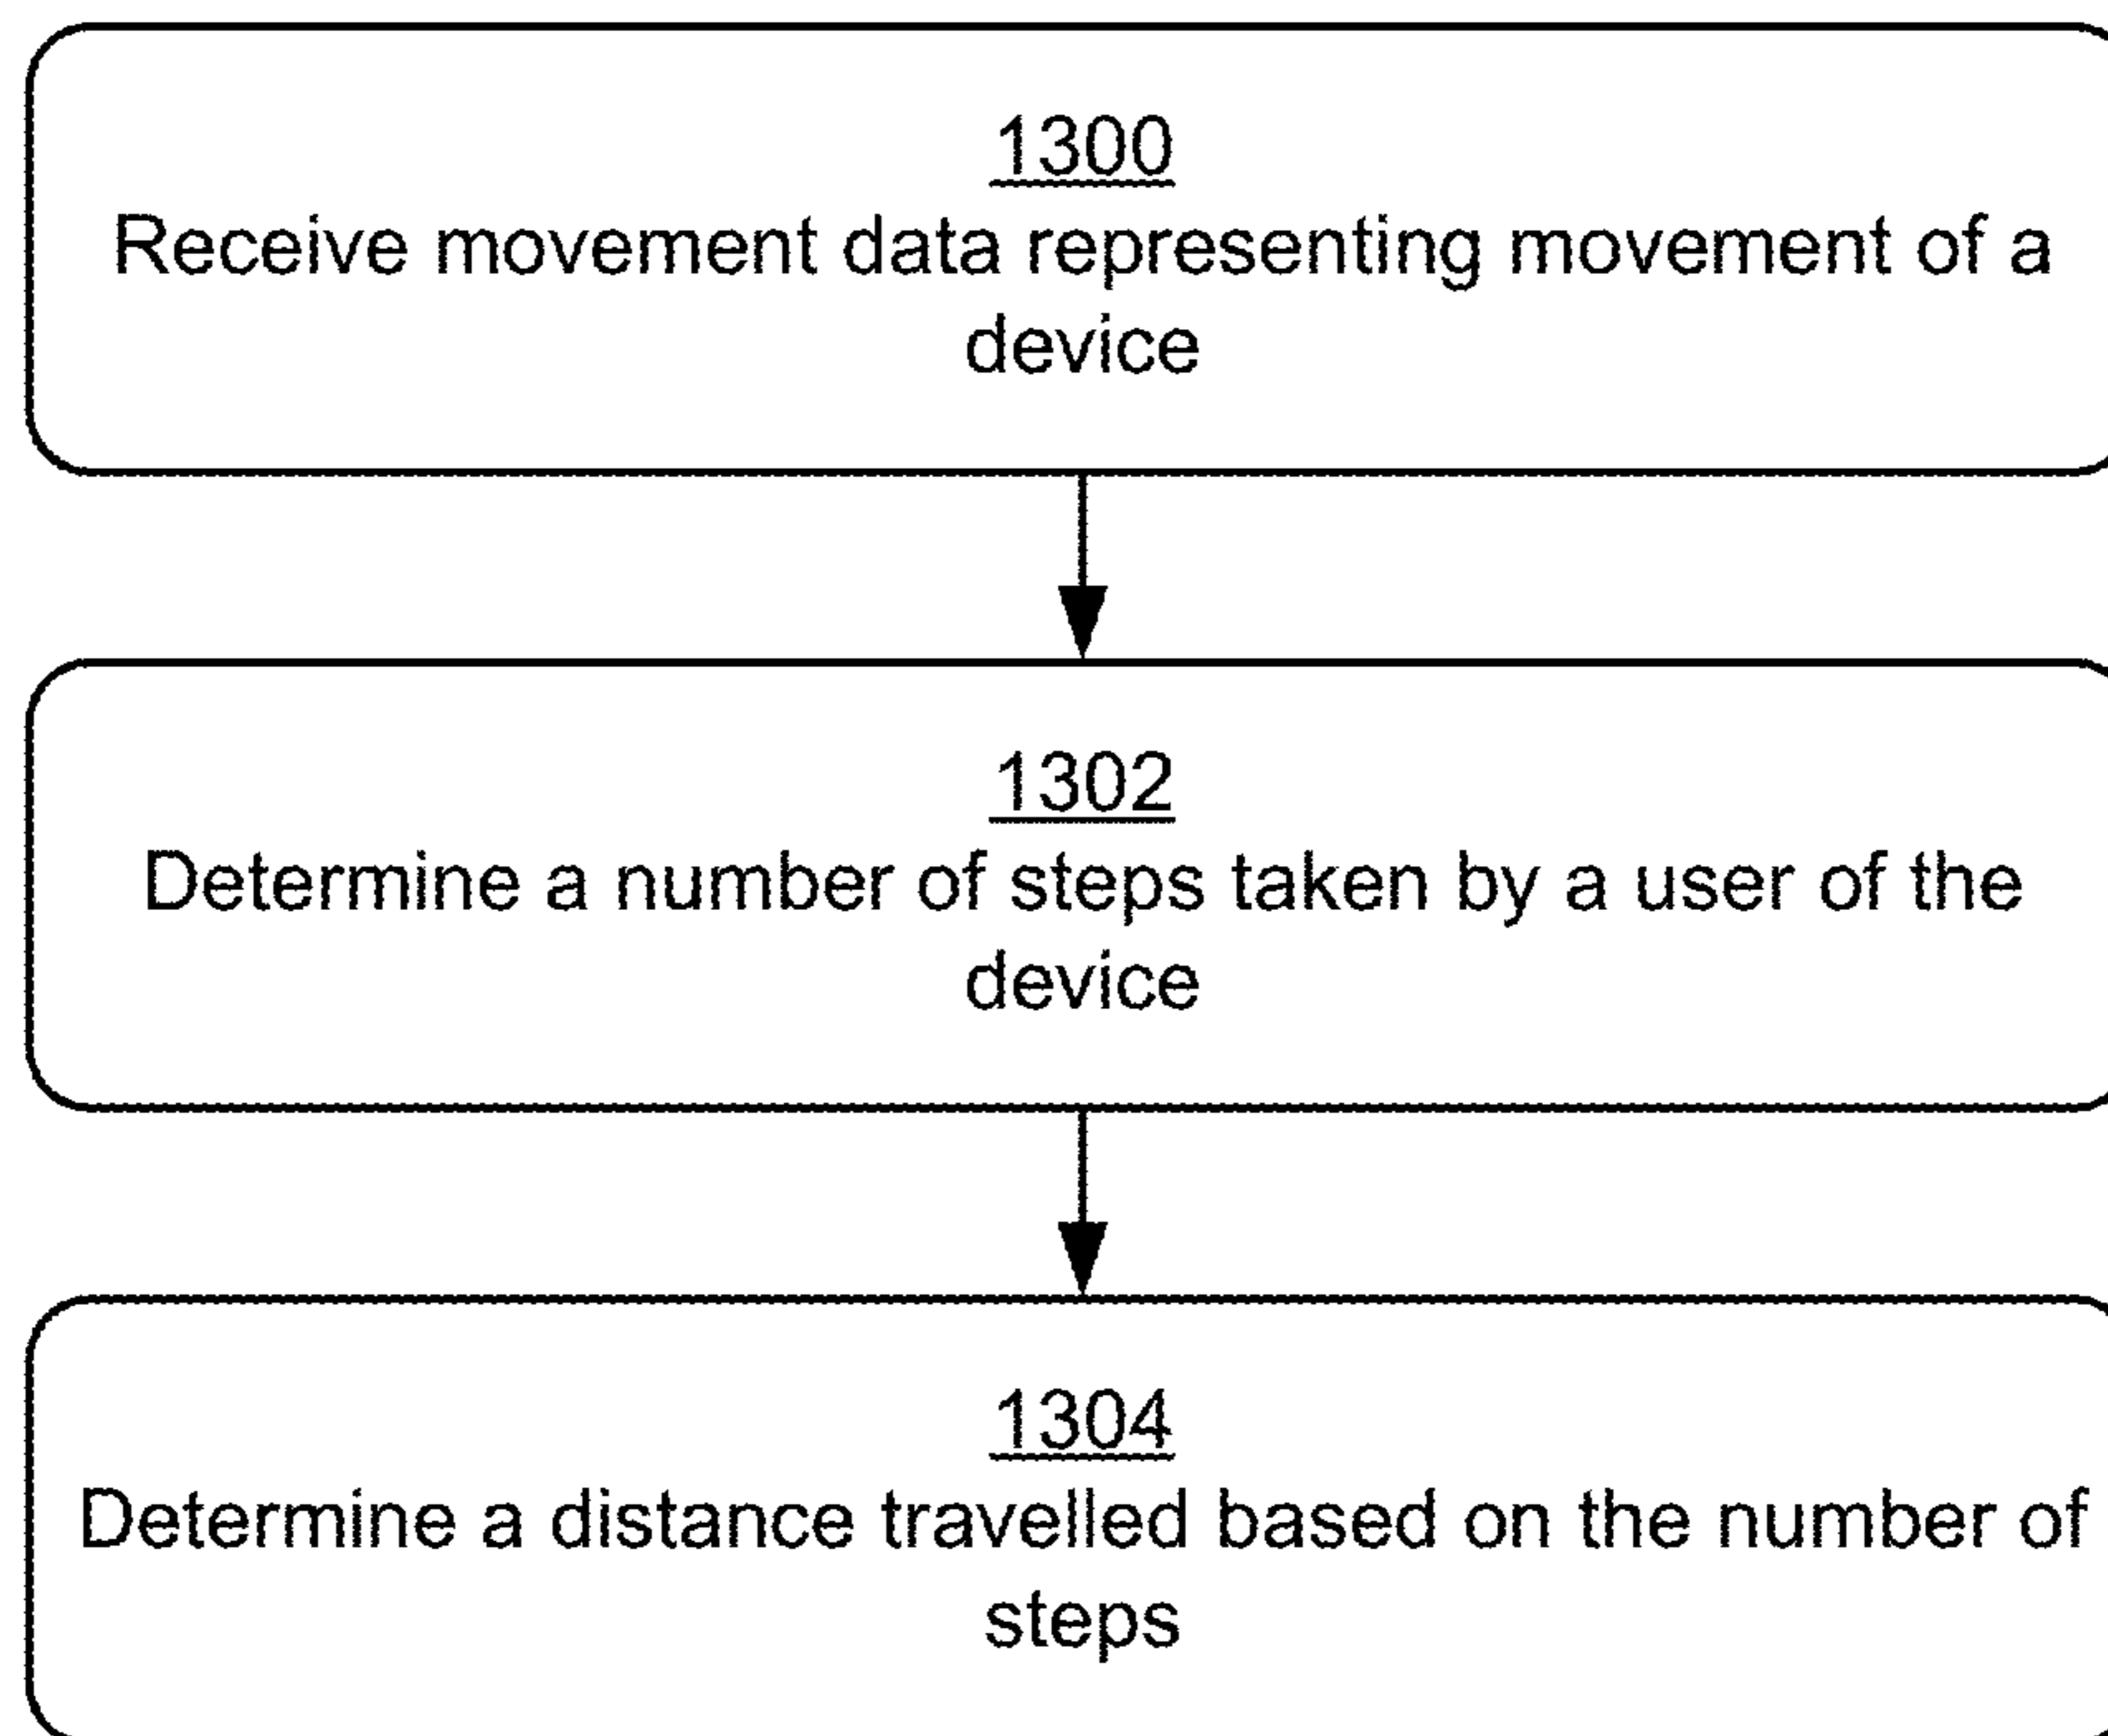 1300
Receive movement data representing movement of a
device
1302
Determine a number of steps taken by a user of the
device
1304
Determine a distance travelled based on the number of
steps